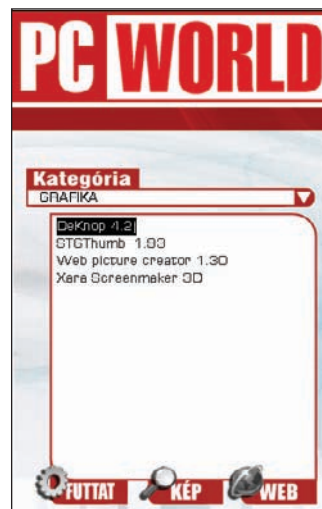 PC WORLD
Kategória
GRAFIKA
DeKnop 4.2
STGThumb 1.93
Web picture creator 1.30
Xara Screenmaker 3D
FUTTAT KÉP WEB